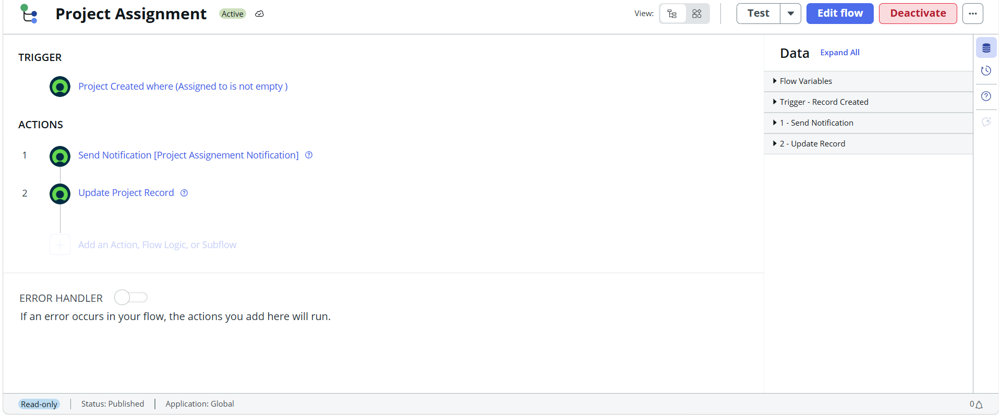 Project Assignment
Active
View:
Test
Edit flow
Deactivate
TRIGGER
Project Created where (Assigned to is not empty )
ACTIONS
1
Send Notification [Project Assignement Notification]
2
Update Project Record
Add an Action, Flow Logic, or Subflow
ERROR HANDLER
If an error occurs in your flow, the actions you add here will run.
Data
Expand All
Flow Variables
Trigger - Record Created
1 - Send Notification
2 - Update Record
Read-only
Status: Published
Application: Global
0